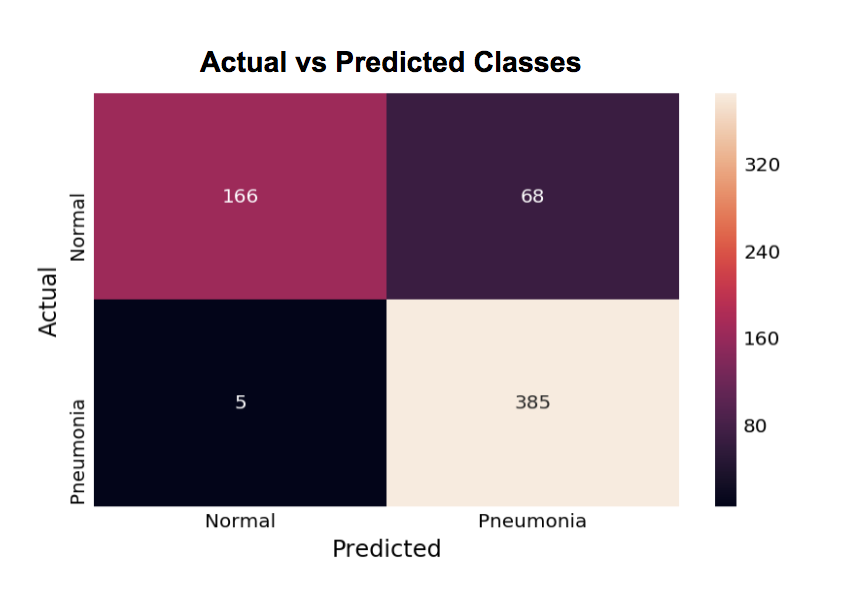 Actual vs Predicted Classes
Actual
Normal
Pneumonia
166
68
5
385
Normal
Pneumonia
Predicted
320
240
160
80